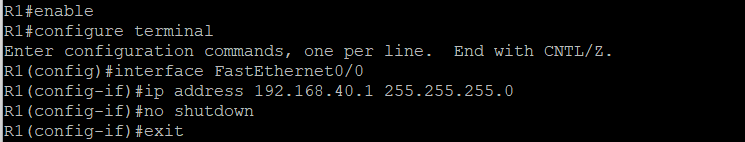 R1#enable
R1#configure terminal
Enter configuration commands, one per line.  End with CNTL/Z.
R1(config)#interface FastEthernet0/0
R1(config-if)#ip address 192.168.40.1 255.255.255.0
R1(config-if)#no shutdown
R1(config-if)#exit